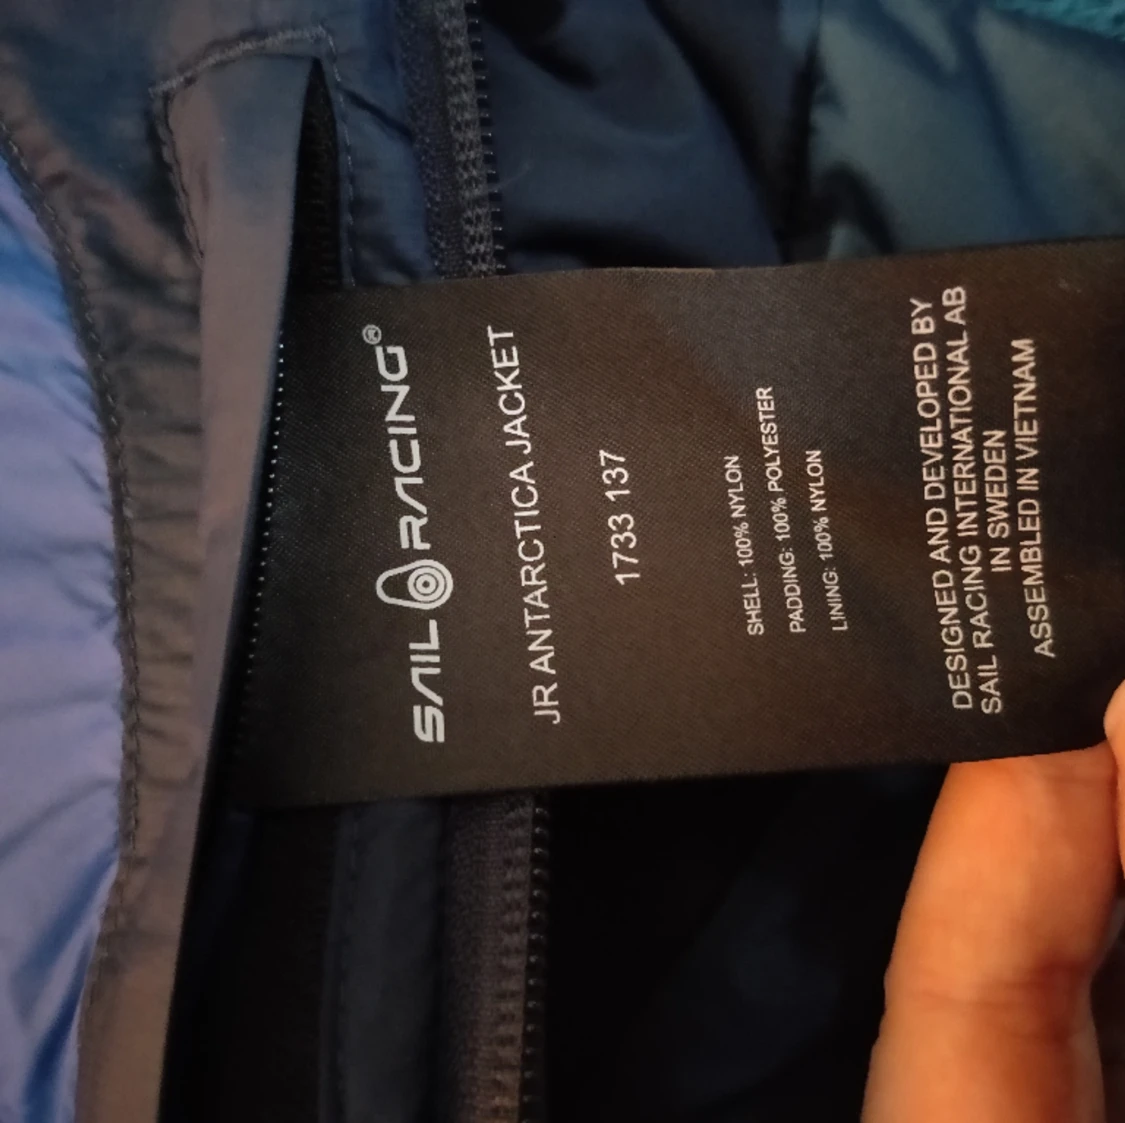 SAIL RACING®
JR ANTARCTICA JACKET
1733 137
SHELL: 100% NYLON
PADDING: 100% POLYESTER
LINING: 100% NYLON
DESIGNED AND DEVELOPED BY
SAIL RACING INTERNATIONAL AB
IN SWEDEN
ASSEMBLED IN VIETNAM